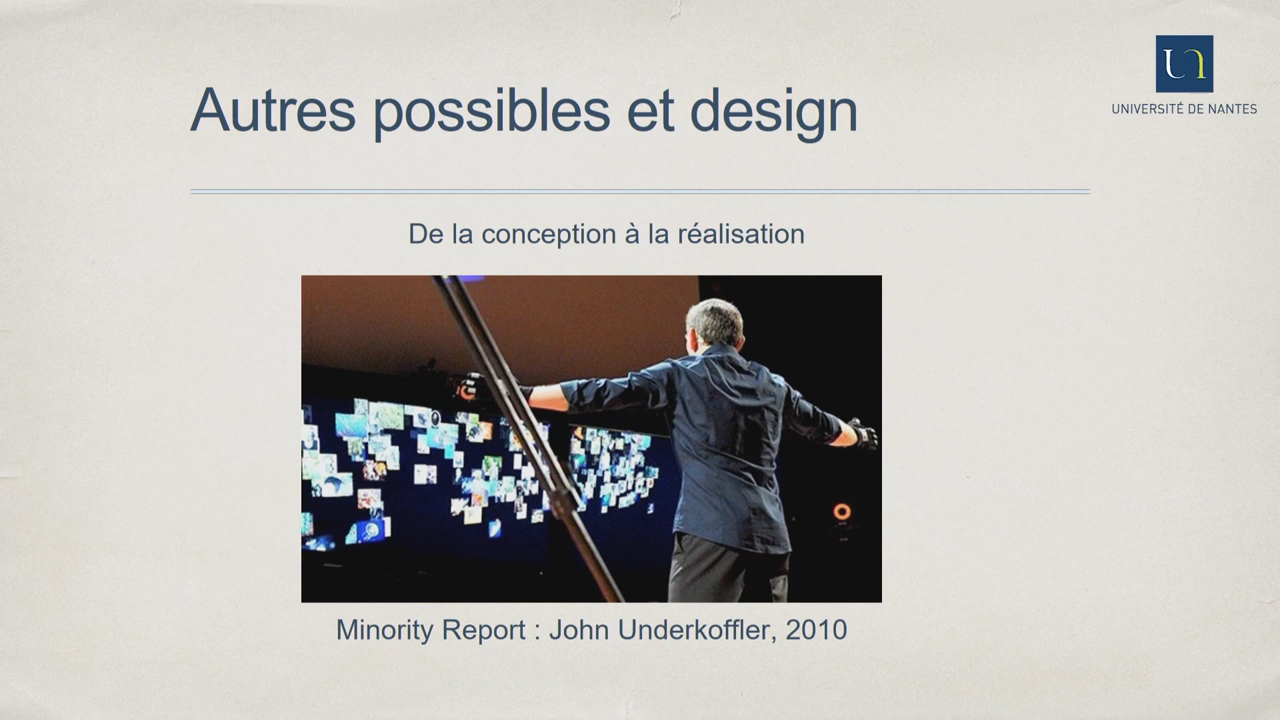 UNIVERSITÉ DE NANTES
Autres possibles et design
De la conception à la réalisation
Minority Report : John Underkoffler, 2010